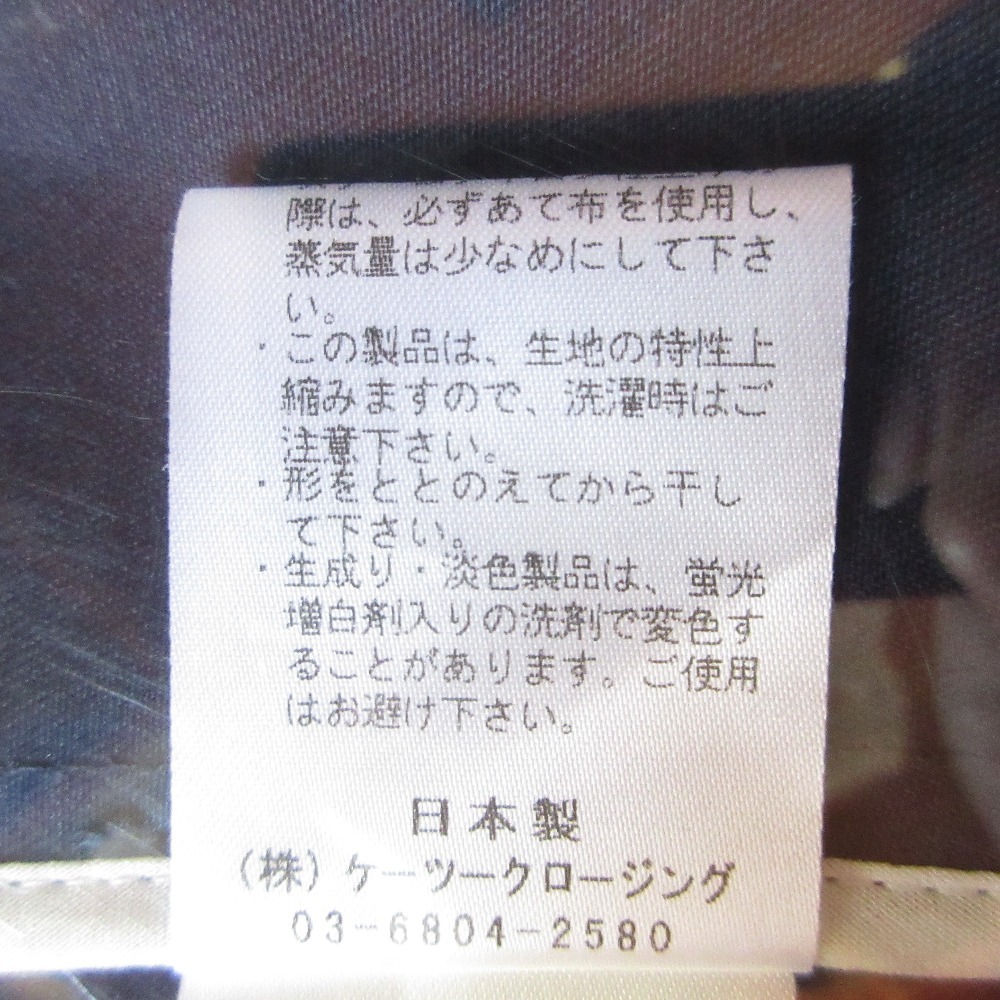 際は、必ずあて布を使用し、
蒸気量は少なめにして下さ
い。
・この製品は、生地の特性上
縮みますので、洗濯時はご
注意下さい。
・形をととのえてから干し
て下さい。
・生成り・淡色製品は、蛍光
増白剤入りの洗剤で変色す
ることがあります。ご使用
はお避け下さい。
日本製
(株)ケーツークロージング
03-6804-2580